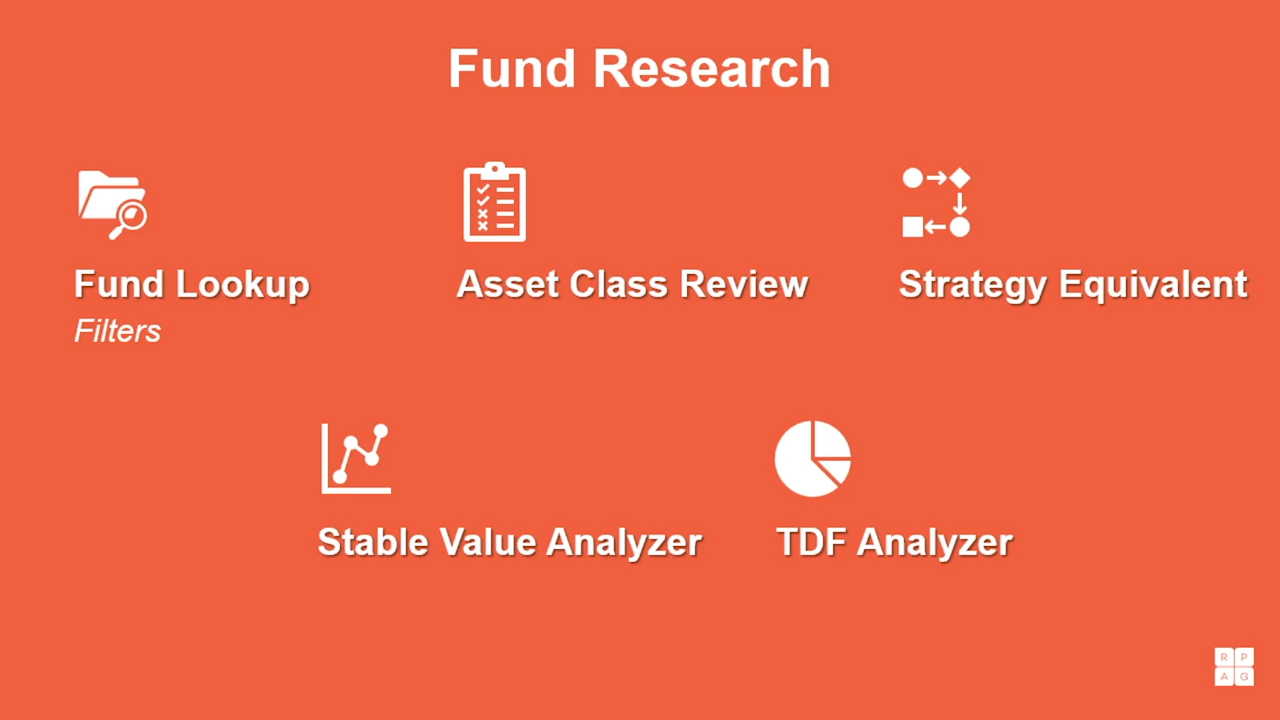 Fund Research
Fund Lookup
Filters
Asset Class Review
Strategy Equivalent
Stable Value Analyzer
TDF Analyzer
R P
A G